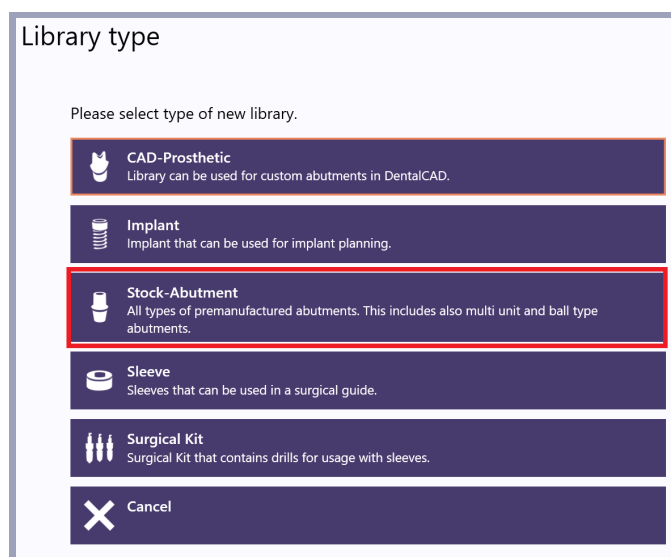 Library type
Please select type of new library.
CAD-Prosthetic
Library can be used for custom abutments in DentalCAD.
Implant
Implant that can be used for implant planning.
Stock-Abutment
All types of premanufactured abutments. This includes also multi unit and ball type
abutments.
Sleeve
Sleeves that can be used in a surgical guide.
Surgical Kit
Surgical Kit that contains drills for usage with sleeves.
Cancel